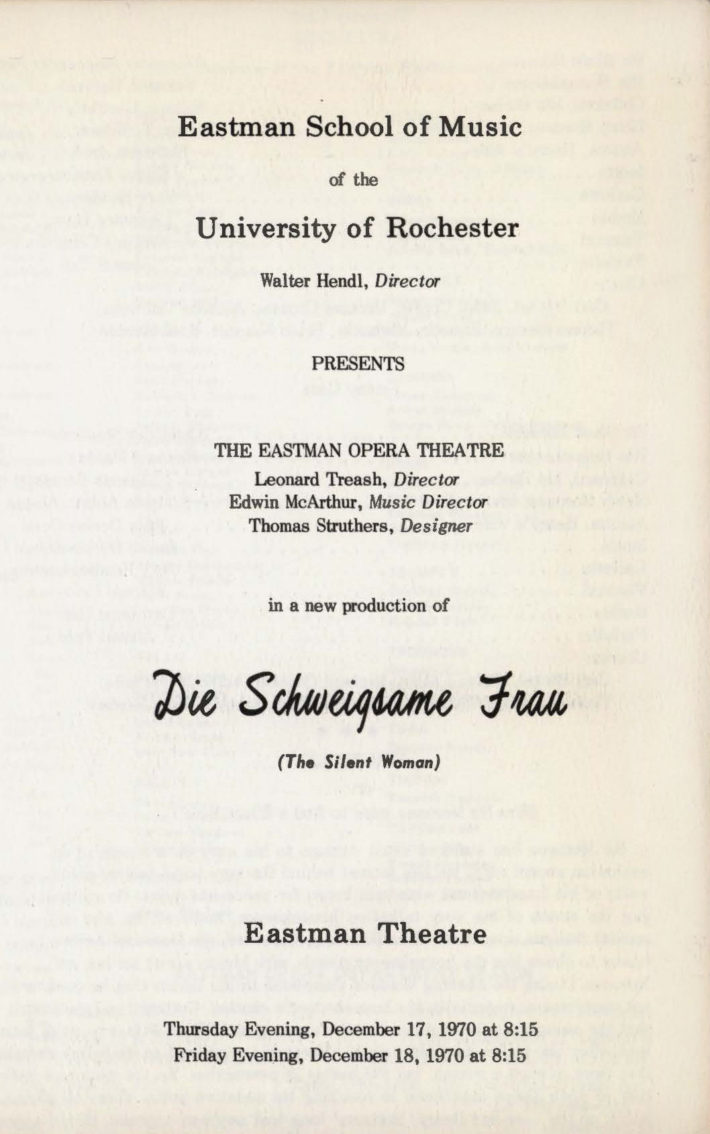 Eastman School of Music
of the
University of Rochester
Walter Hendl, Director
PRESENTS
THE EASTMAN OPERA THEATRE
Leonard Treash, Director
Edwin McArthur, Music Director
Thomas Struthers, Designer
in a new production of
Die Schweigsame Frau
(The Silent Woman)
Eastman Theatre
Thursday Evening, December 17, 1970 at 8:15
Friday Evening, December 18, 1970 at 8:15